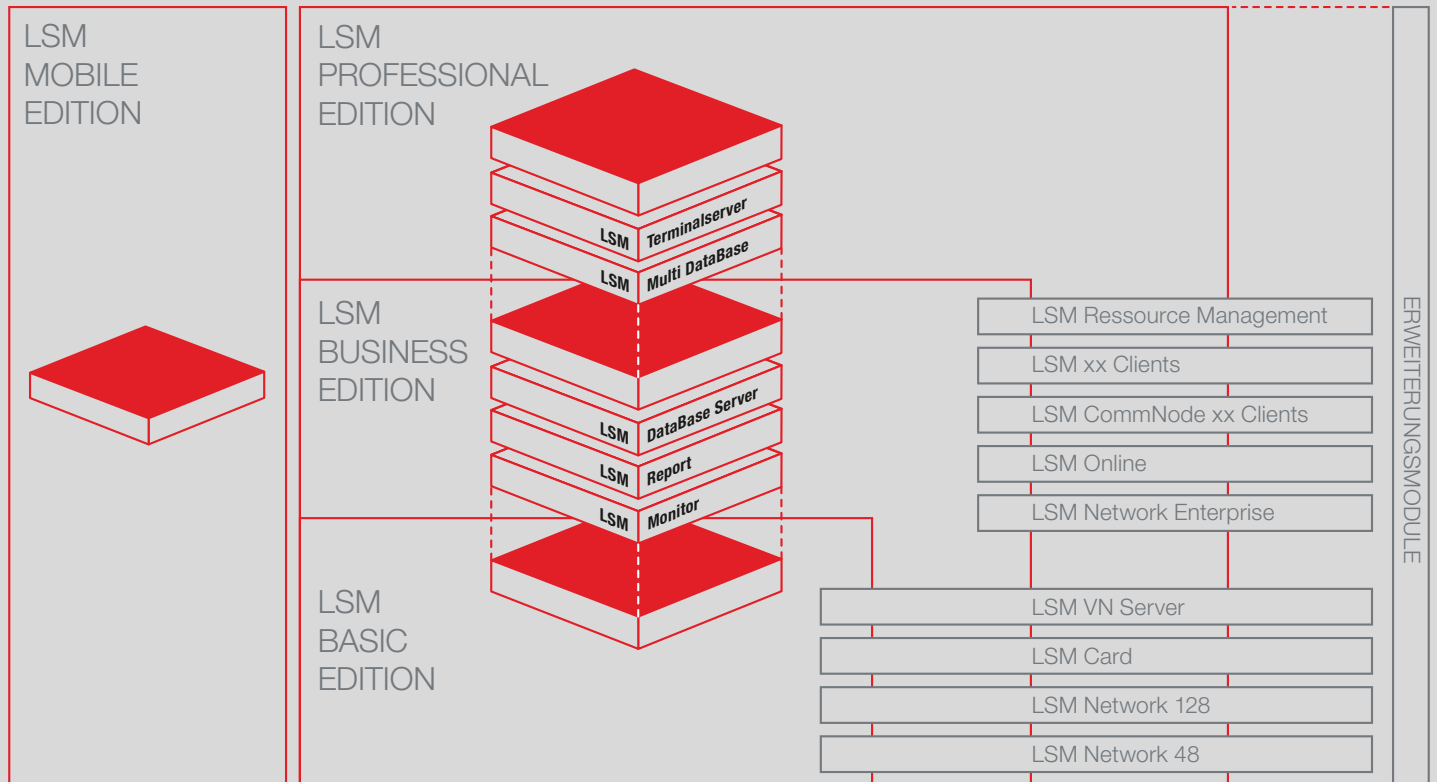 LSM
MOBILE
EDITION
LSM
PROFESSIONAL
EDITION
LSM Terminalserver
LSM Multi DataBase
LSM
BUSINESS
EDITION
LSM DataBase Server
LSM Report
LSM Monitor
LSM
BASIC
EDITION
LSM Ressource Management
LSM xx Clients
LSM CommNode xx Clients
LSM Online
LSM Network Enterprise
LSM VN Server
LSM Card
LSM Network 128
LSM Network 48
ERWEITERUNGSMODULE